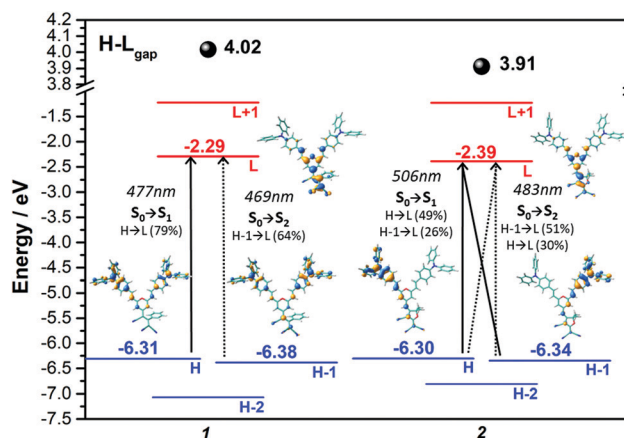 4.2
4.1
4.0
3.9
3.8
-1.5
-2.0
-2.5
-3.0
-3.5
-4.0
-4.5
-5.0
-5.5
-6.0
-6.5
-7.0
-7.5
Energy / eV
H-L gap
4.02
3.91
L+1
-2.29
L
477nm
S0→S1
H→L (79%)
469nm
S0→S2
H-1→L (64%)
-6.31
H
-6.38
H-1
H-2
1
L+1
-2.39
L
506nm
S0→S1
H→L (49%)
H-1→L (26%)
483nm
S0→S2
H-1→L (51%)
H→L (30%)
-6.30
H
-6.34
H-1
H-2
2